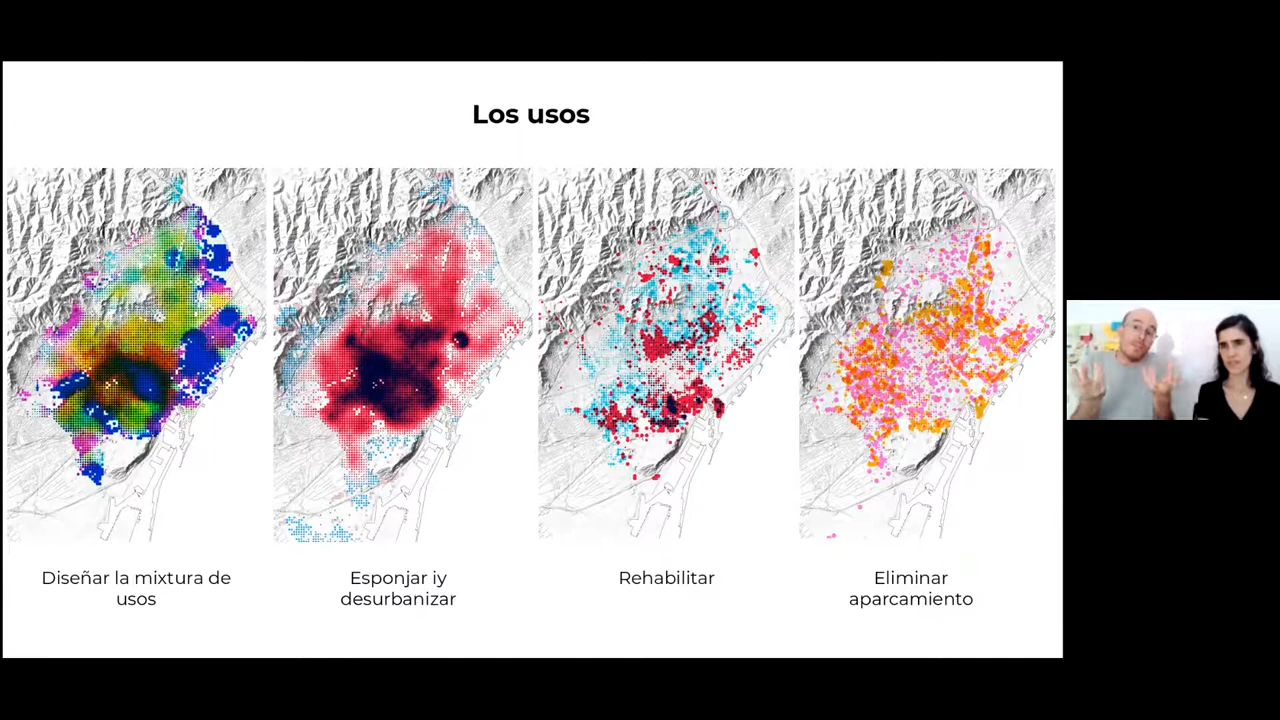 Los usos
Diseñar la mixtura de
usos
Esponjar iy
desurbanizar
Rehabilitar
Eliminar
aparcamiento